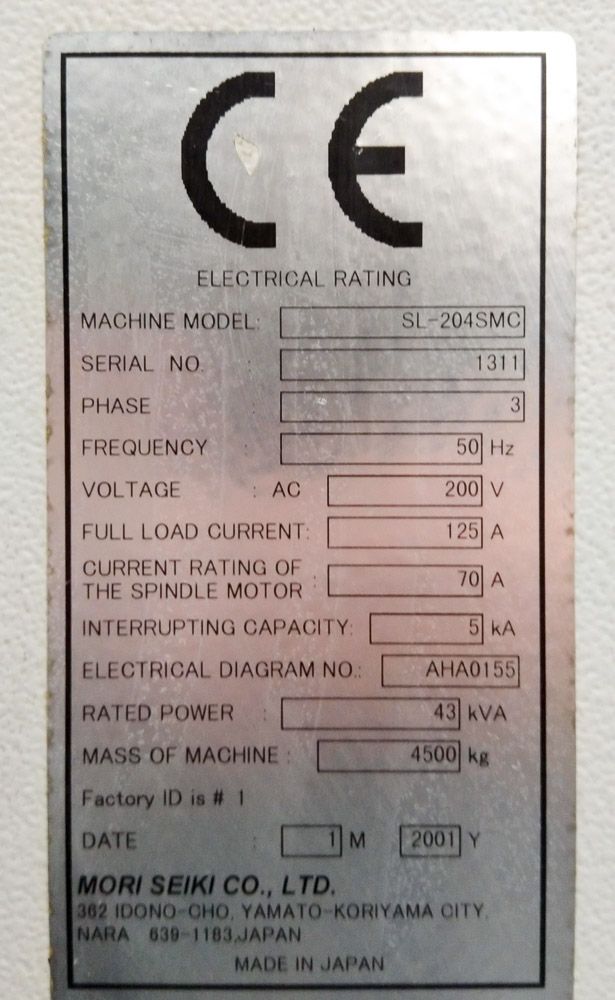 CE
ELECTRICAL RATING
MACHINE MODEL: SL-204SMC
SERIAL NO. : 1311
PHASE : 3
FREQUENCY : 50 Hz
VOLTAGE : AC 200 V
FULL LOAD CURRENT: 125 A
CURRENT RATING OF
THE SPINDLE MOTOR : 70 A
INTERRUPTING CAPACITY: 5 kA
ELECTRICAL DIAGRAM NO.: AHA0155
RATED POWER : 43 kVA
MASS OF MACHINE : 4500 kg
Factory ID is # 1
DATE : 1 M 2001 Y
MORI SEIKI CO., LTD.
362 IDONO-CHO, YAMATO-KORIYAMA CITY,
NARA 639-1183,JAPAN
MADE IN JAPAN